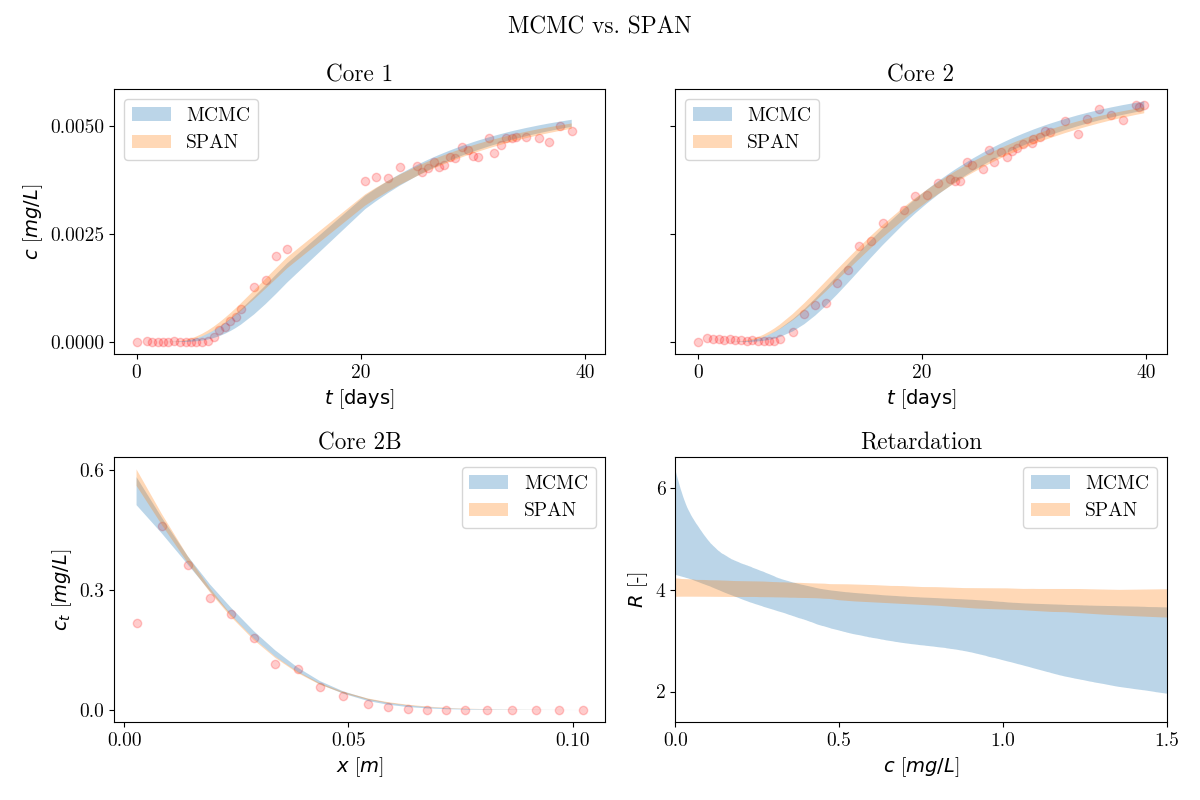 MCMC vs. SPAN
Core 1
MCMC
SPAN
0.0050
0.0025
0.0000
c [mg/L]
0 20 40
t [days]
Core 2
MCMC
SPAN
0 20 40
t [days]
Core 2B
MCMC
SPAN
0.6
0.3
0.0
c_t [mg/L]
0.00 0.05 0.10
x [m]
Retardation
MCMC
SPAN
6
4
2
R [-]
0.0 0.5 1.0 1.5
c [mg/L]